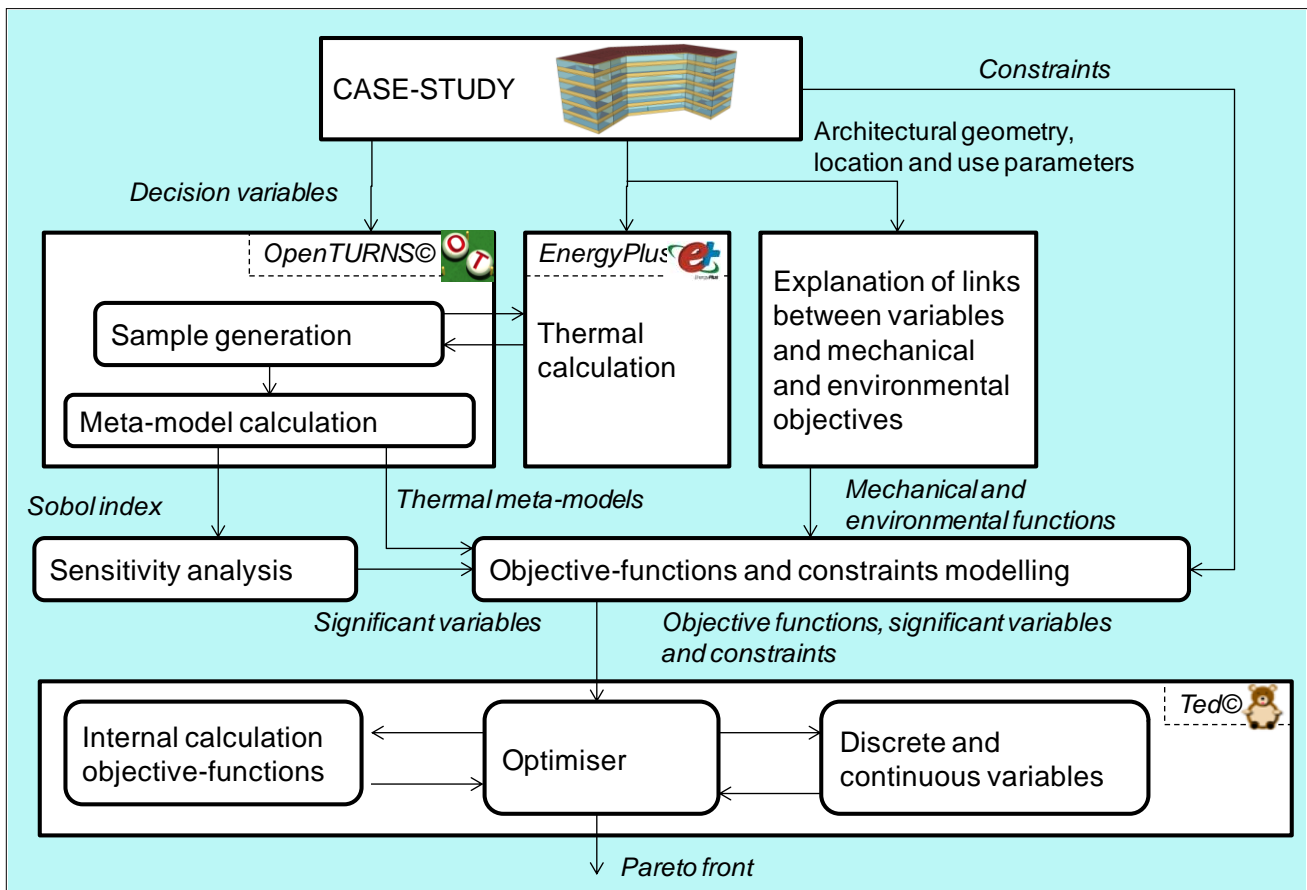 CASE-STUDY
Constraints
Architectural geometry,
location and use parameters
Decision variables
OpenTURNS©
O
T
EnergyPlus
e+
EnergyPlus
Sample generation
Meta-model calculation
Thermal
calculation
Explanation of links
between variables
and mechanical
and environmental
objectives
Sobol index
Thermal meta-models
Mechanical and
environmental functions
Sensitivity analysis
Objective-functions and constraints modelling
Significant variables
Objective functions, significant variables
and constraints
Ted©
Internal calculation
objective-functions
Optimiser
Discrete and
continuous variables
Pareto front